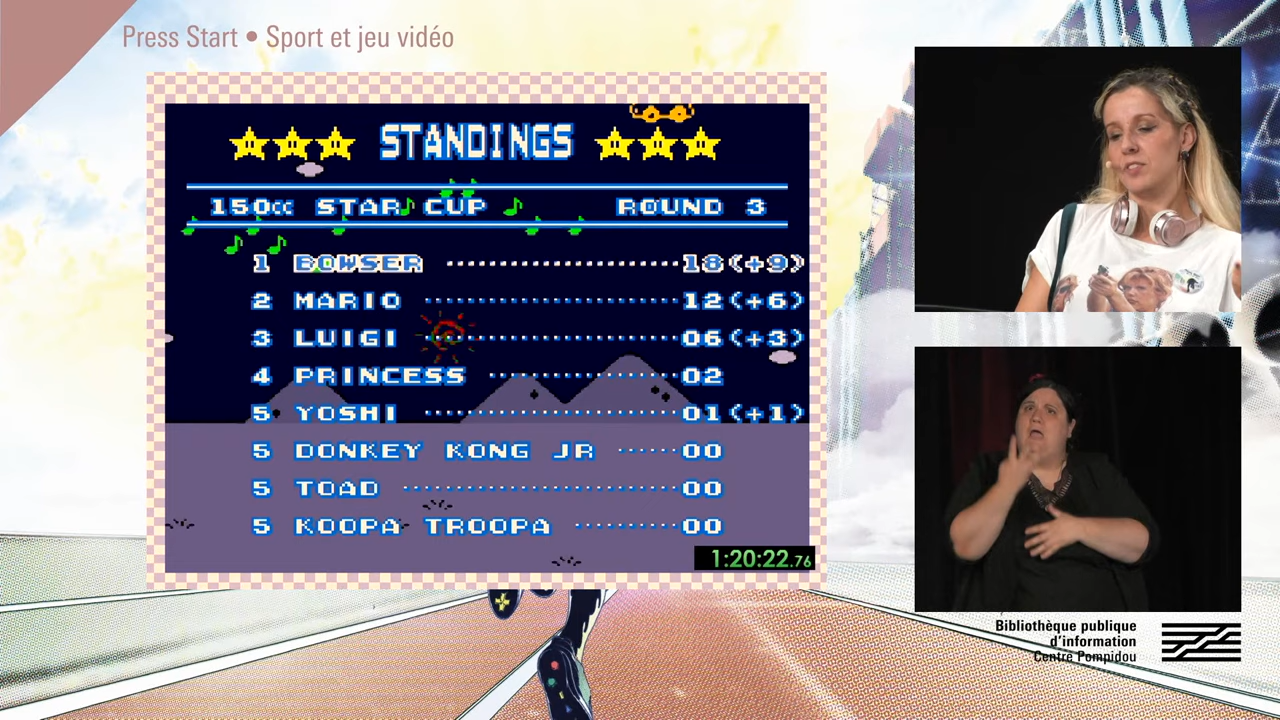 Press Start • Sport et jeu vidéo
STANDINGS
150cc STAR CUP ROUND 3
1 BOWSER 18(+9)
2 MARIO 12(+6)
3 LUIGI 06(+3)
4 PRINCESS 02
5 YOSHI 01(+1)
5 DONKEY KONG JR 00
5 TOAD 00
5 KOOPA TROOPA 00
1:20:22.76
Bibliothèque publique
d'information
Centre Pompidou